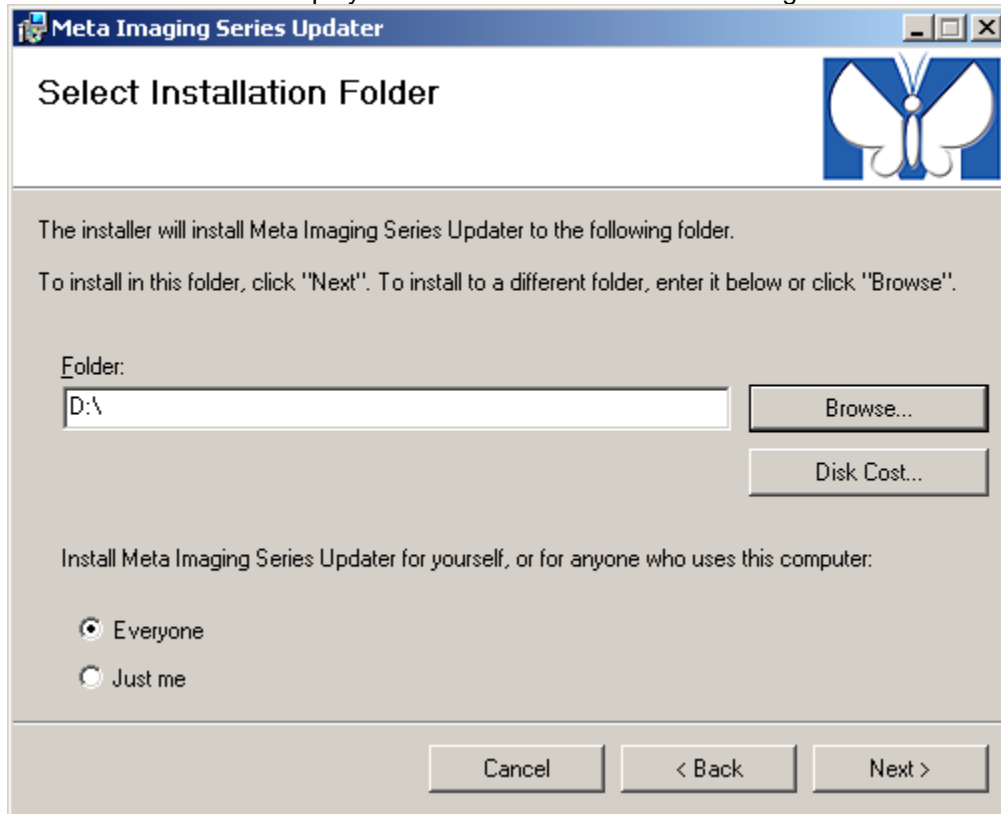 Meta Imaging Series Updater
Select Installation Folder
The installer will install Meta Imaging Series Updater to the following folder.
To install in this folder, click "Next". To install to a different folder, enter it below or click "Browse".
Folder:
D:\
Browse...
Disk Cost...
Install Meta Imaging Series Updater for yourself, or for anyone who uses this computer:
Everyone
Just me
Cancel
< Back
Next >